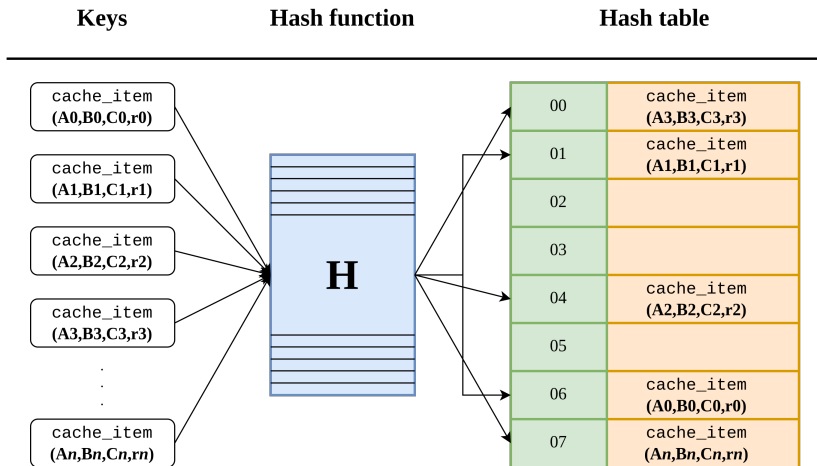 Keys
Hash function
Hash table
cache_item
(A0,B0,C0,r0)
cache_item
(A1,B1,C1,r1)
cache_item
(A2,B2,C2,r2)
cache_item
(A3,B3,C3,r3)
.
.
.
cache_item
(An,Bn,Cn,rn)
H
00
cache_item
(A3,B3,C3,r3)
01
cache_item
(A1,B1,C1,r1)
02
03
04
cache_item
(A2,B2,C2,r2)
05
06
cache_item
(A0,B0,C0,r0)
07
cache_item
(An,Bn,Cn,rn)